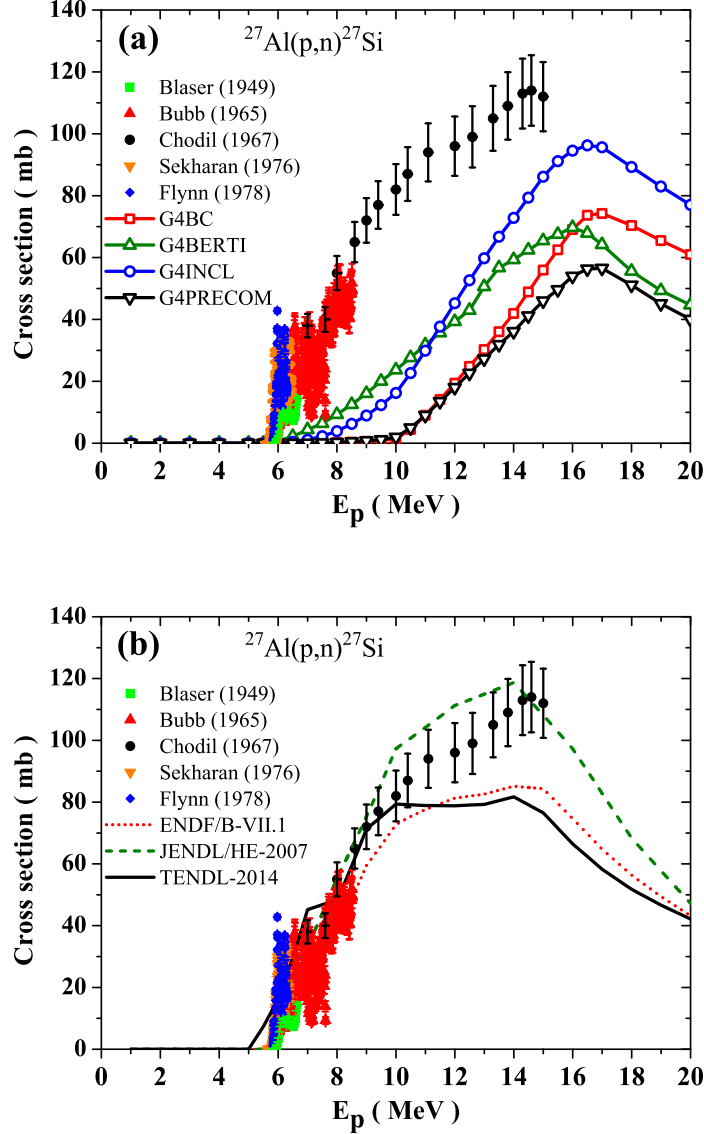 140
120
100
80
60
40
20
0
Cross section ( mb )
(a)
²⁷Al(p,n)²⁷Si
Blaser (1949)
Bubb (1965)
Chodil (1967)
Sekharan (1976)
Flynn (1978)
G4BC
G4BERTI
G4INCL
G4PRECOM
0 2 4 6 8 10 12 14 16 18 20
Eₚ ( MeV )
140
120
100
80
60
40
20
0
Cross section ( mb )
(b)
²⁷Al(p,n)²⁷Si
Blaser (1949)
Bubb (1965)
Chodil (1967)
Sekharan (1976)
Flynn (1978)
ENDF/B-VII.1
JENDL/HE-2007
TENDL-2014
0 2 4 6 8 10 12 14 16 18 20
Eₚ ( MeV )